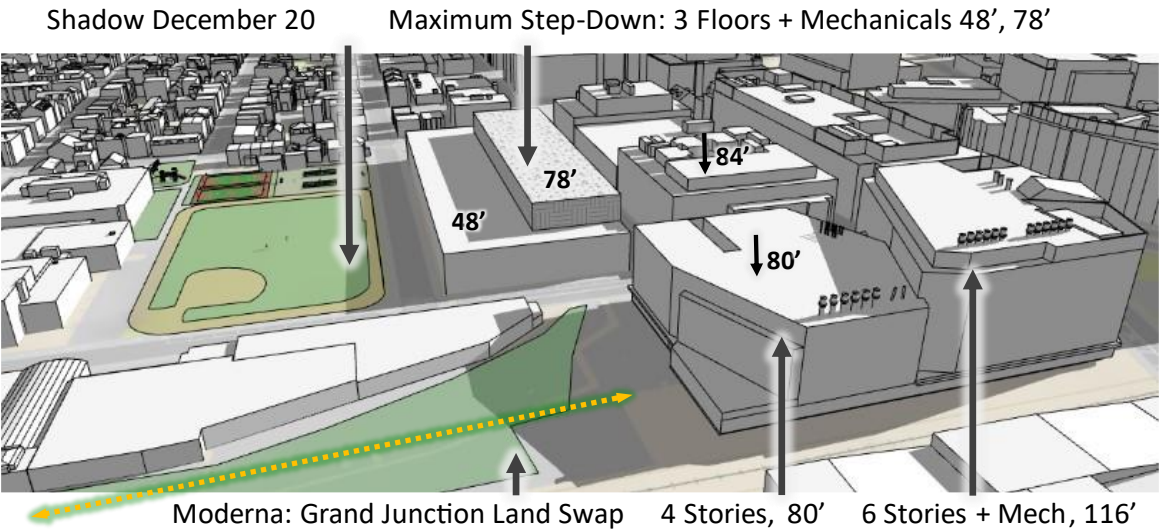 Shadow December 20
Maximum Step-Down: 3 Floors + Mechanicals 48’, 78’
84’
78’
48’
80’
Moderna: Grand Junction Land Swap
4 Stories, 80’
6 Stories + Mech, 116’